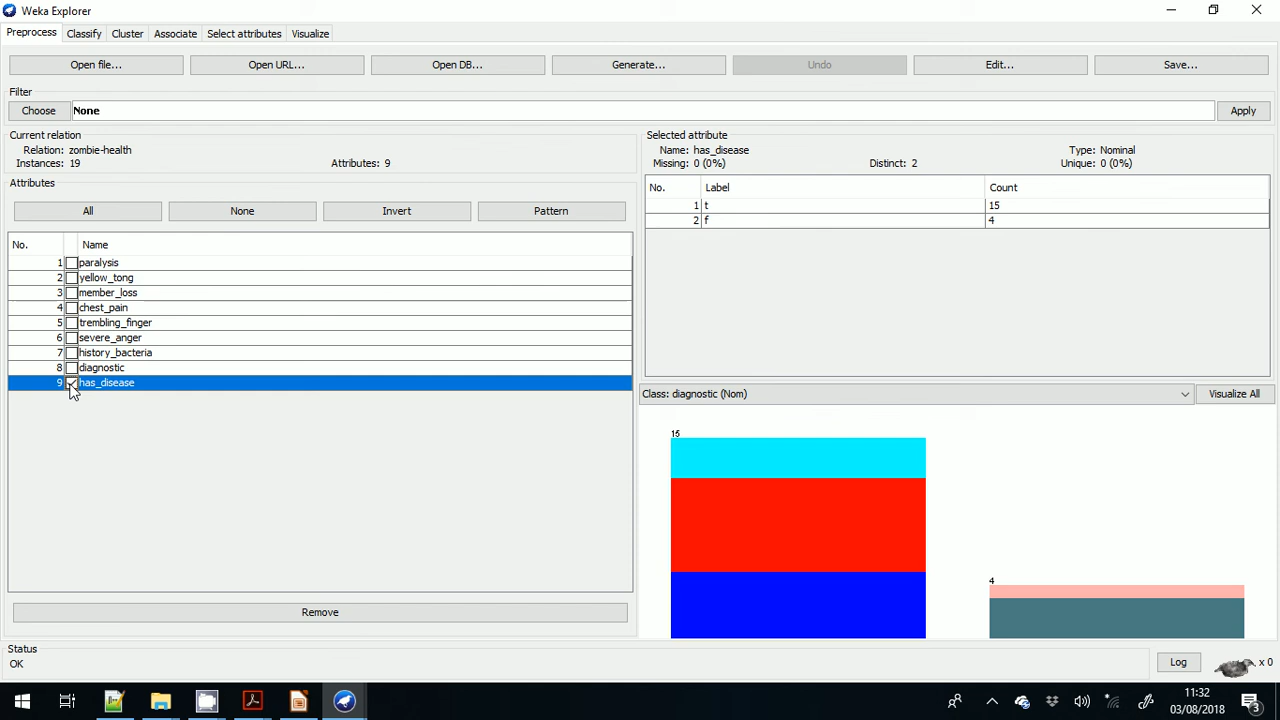 Weka Explorer
Preprocess Classify Cluster Associate Select attributes Visualize
Open file... Open URL... Open DB... Generate... Undo Edit... Save...
Filter
Choose None Apply
Current relation
Relation: zombie-health
Instances: 19 Attributes: 9
Selected attribute
Name: has_disease Type: Nominal
Missing: 0 (0%) Distinct: 2 Unique: 0 (0%)
Attributes
All None Invert Pattern
No. Name
1 paralysis
2 yellow_tong
3 member_loss
4 chest_pain
5 trembling_finger
6 severe_anger
7 history_bacteria
8 diagnostic
9 has_disease
Remove
No. Label Count
1 t 15
2 f 4
Class: diagnostic (Nom) Visualize All
15
4
Status
OK
Log x 0
11:32
03/08/2018
3